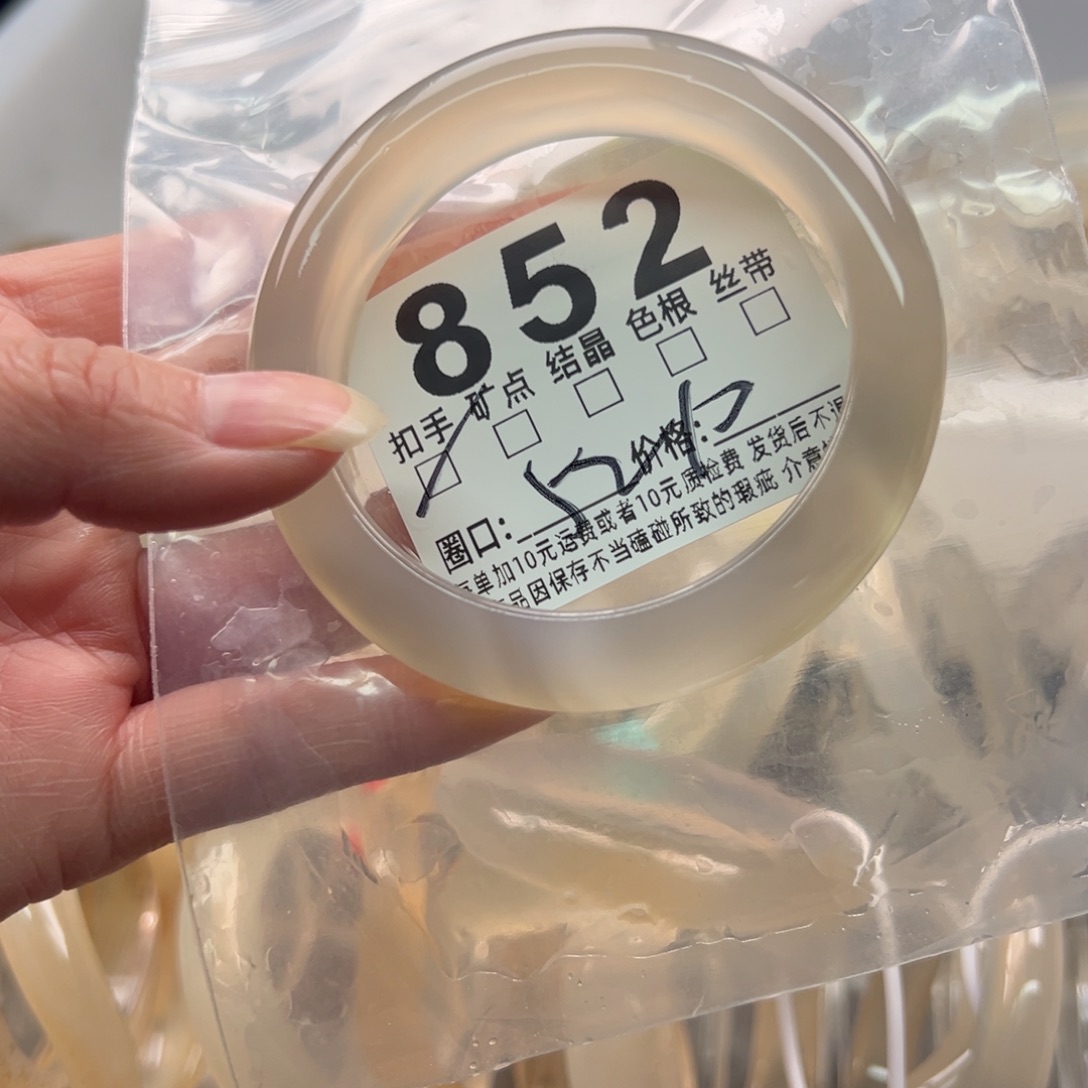 852
扣手 矿点 结晶 色根 丝带
圈口: 价格:
单加10元运费或者10元质检费 发货后不退
品因保存不当磕碰所致的瑕疵 介意